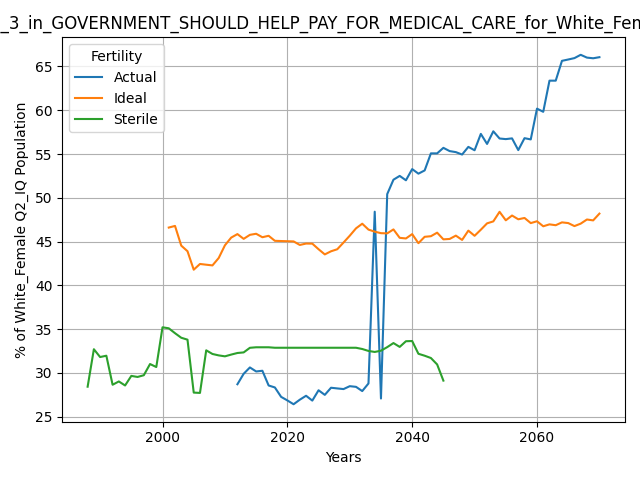 _3_in_GOVERNMENT_SHOULD_HELP_PAY_FOR_MEDICAL_CARE_for_White_Fem
Fertility
Actual
Ideal
Sterile
% of White_Female Q2_IQ Population
65
60
55
50
45
40
35
30
25
2000
2020
2040
2060
Years